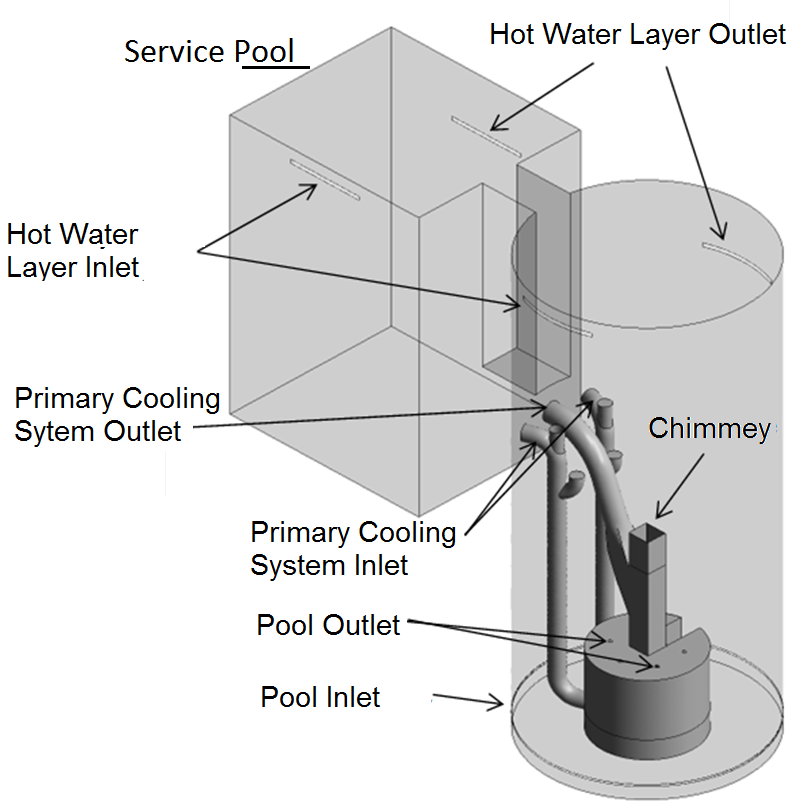 Service Pool
Hot Water Layer Outlet
Hot Water
Layer Inlet
Primary Cooling
Sytem Outlet
Chimmey
Primary Cooling
System Inlet
Pool Outlet
Pool Inlet